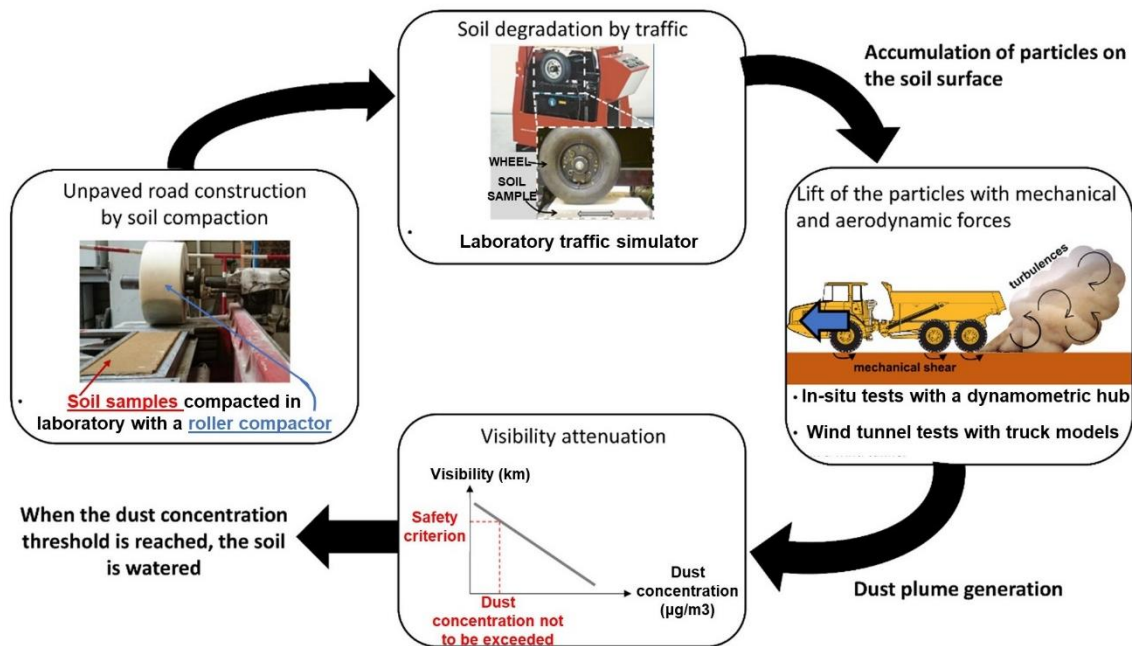 Soil degradation by traffic
WHEEL
SOIL
SAMPLE
Laboratory traffic simulator
Accumulation of particles on
the soil surface
Unpaved road construction
by soil compaction
Soil samples compacted in
laboratory with a roller compactor
Lift of the particles with mechanical
and aerodynamic forces
turbulences
mechanical shear
• In-situ tests with a dynamometric hub
• Wind tunnel tests with truck models
Visibility attenuation
Visibility (km)
Safety
criterion
Dust
concentration
(µg/m3)
Dust
concentration not
to be exceeded
When the dust concentration
threshold is reached, the soil
is watered
Dust plume generation